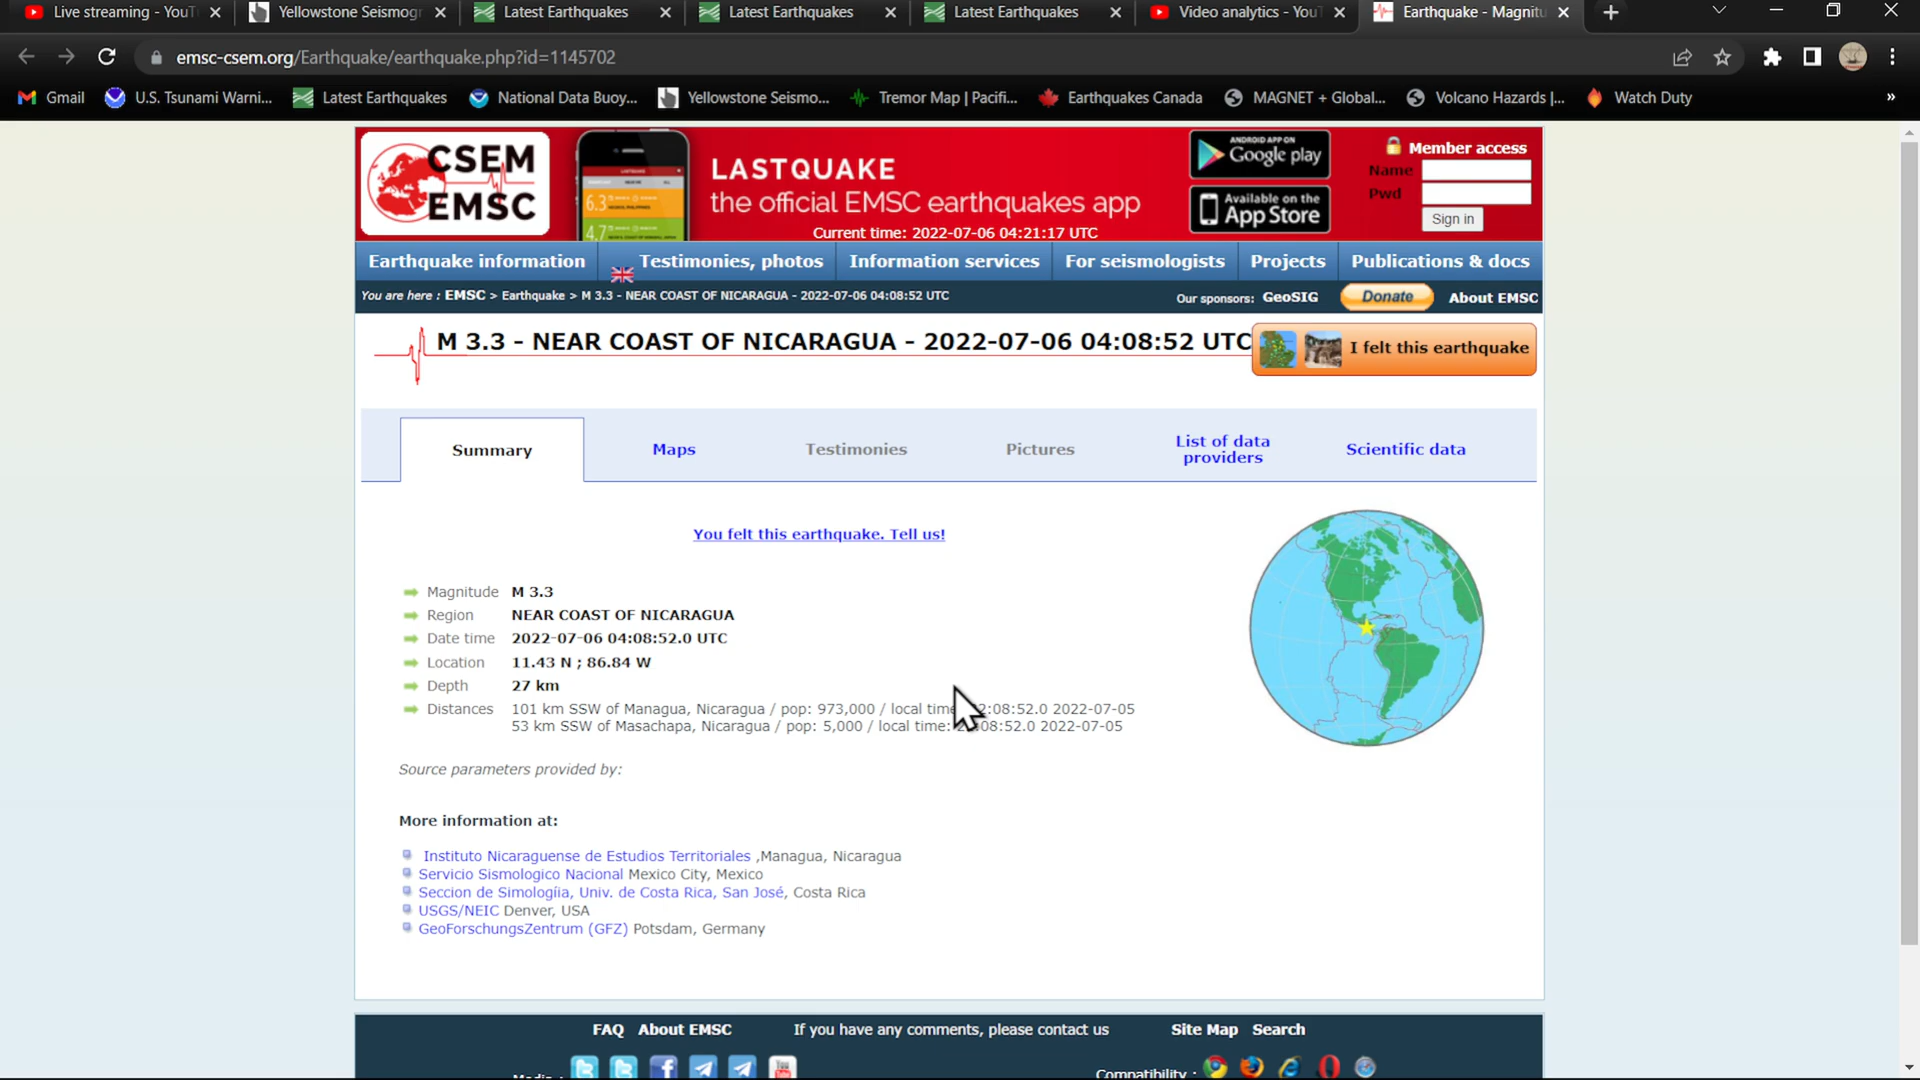 Live streaming - YouT
Yellowstone Seismogr
Latest Earthquakes
Latest Earthquakes
Latest Earthquakes
Video analytics - YouT
Earthquake - Magnitu
emsc-csem.org/Earthquake/earthquake.php?id=1145702
Gmail
U.S. Tsunami Warni...
Latest Earthquakes
National Data Buoy...
Yellowstone Seismo...
Tremor Map | Pacifi...
Earthquakes Canada
MAGNET + Global...
Volcano Hazards |...
Watch Duty
»
CSEM
EMSC
LASTQUAKE
the official EMSC earthquakes app
Current time: 2022-07-06 04:21:17 UTC
6.3
4.7
ANDROID APP ON
Google play
Available on the
App Store
Member access
Name
Pwd
Sign in
Earthquake information
Testimonies, photos
Information services
For seismologists
Projects
Publications & docs
You are here : EMSC > Earthquake > M 3.3 - NEAR COAST OF NICARAGUA - 2022-07-06 04:08:52 UTC
Our sponsors: GeoSIG
Donate
About EMSC
M 3.3 - NEAR COAST OF NICARAGUA - 2022-07-06 04:08:52 UTC
I felt this earthquake
Summary
Maps
Testimonies
Pictures
List of data
providers
Scientific data
You felt this earthquake. Tell us!
Magnitude M 3.3
Region NEAR COAST OF NICARAGUA
Date time 2022-07-06 04:08:52.0 UTC
Location 11.43 N ; 86.84 W
Depth 27 km
Distances 101 km SSW of Managua, Nicaragua / pop: 973,000 / local time 2:08:52.0 2022-07-05
53 km SSW of Masachapa, Nicaragua / pop: 5,000 / local time: 08:52.0 2022-07-05
Source parameters provided by:
More information at:
Instituto Nicaraguense de Estudios Territoriales ,Managua, Nicaragua
Servicio Sismologico Nacional Mexico City, Mexico
Seccion de Simologíia, Univ. de Costa Rica, San José, Costa Rica
USGS/NEIC Denver, USA
GeoForschungsZentrum (GFZ) Potsdam, Germany
FAQ About EMSC
If you have any comments, please contact us
Site Map Search
Compatibility :